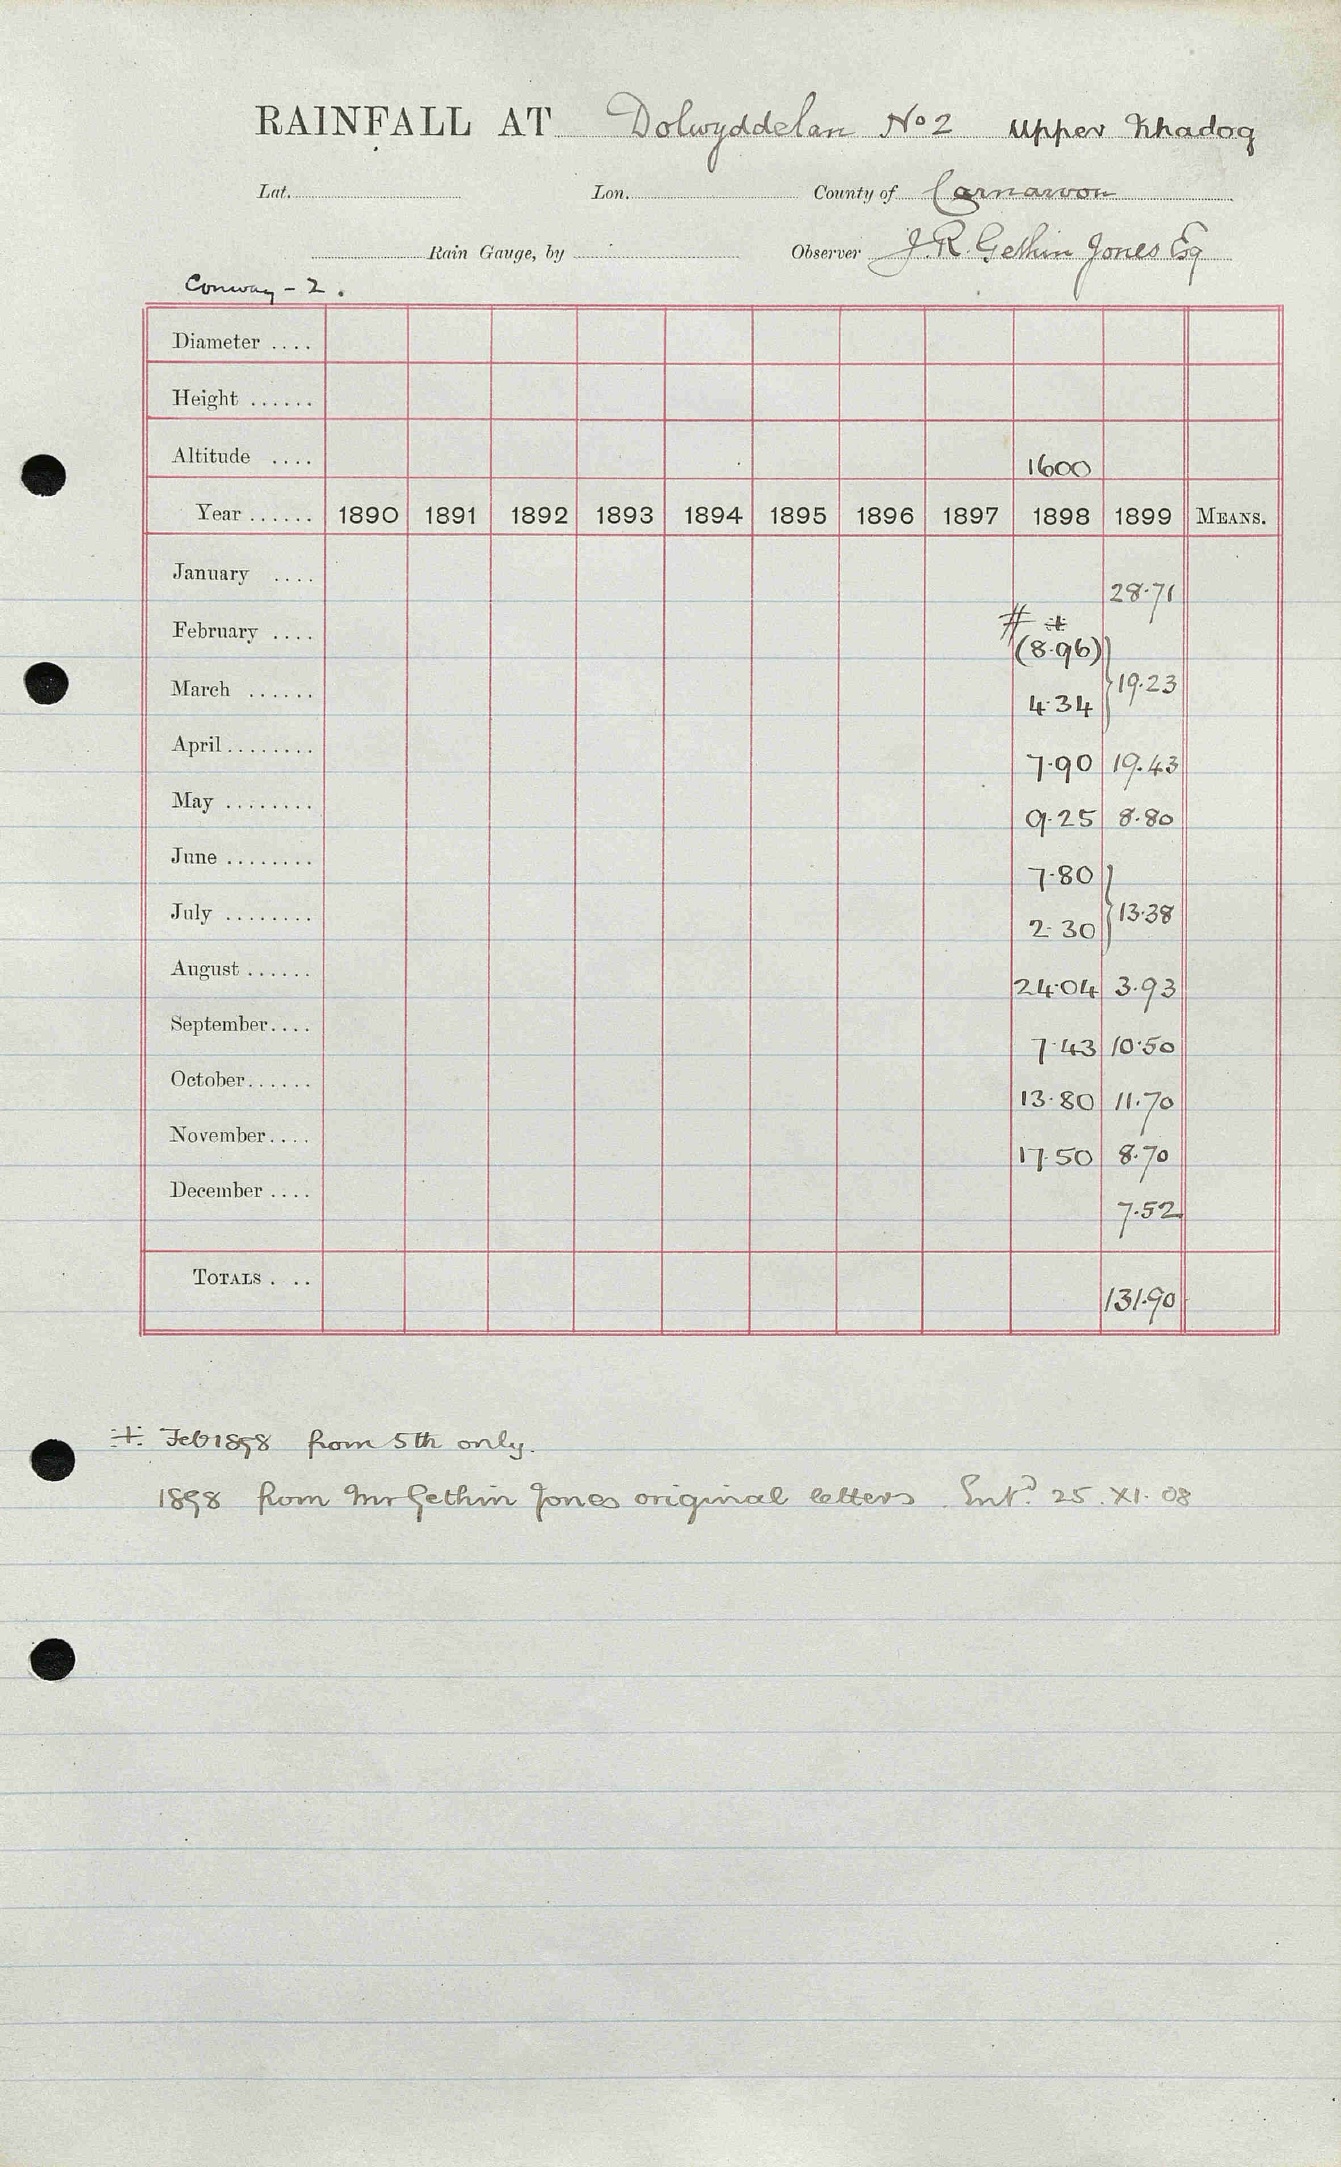 RAINFALL AT Dolwyddelan No 2 Upper
Lat. Lon. County of Carnarvon
Rain Gauge, by Observer J.R. Gethin Jones Esq
Conway - 2.
Diameter ....
Height ......
Altitude .... 1600
Year ...... 1890 1891 1892 1893 1894 1895 1896 1897 1898 1899 MEANS.
January .... 28.71
February .... # ‡ (8.96)
March ...... 4.34 } 19.23
April ........ 7.90 19.43
May ........ 9.25 8.80
June ........ 7.80
July ........ 2.30 } 13.38
August ...... 24.04 3.93
September.... 7.43 10.50
October...... 13.80 11.70
November.... 17.50 8.70
December .... 7.52
TOTALS . .. 131.90
‡ Feb 1898 from 5th only.
1898 from Mr Gethin Jones original letters. Entd 25.XI.08